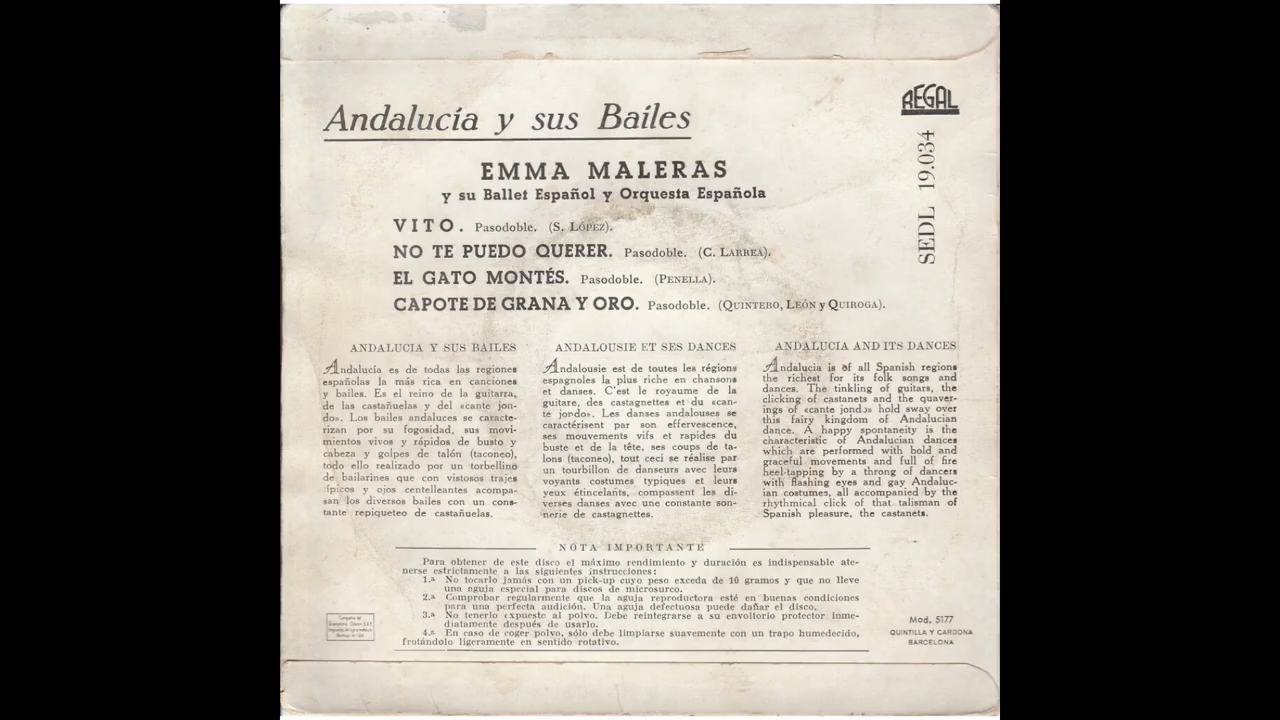 Andalucía y sus Bailes
REGAL
SEDL 19.034
EMMA MALERAS
y su Ballet Español y Orquesta Española
VITO. Pasodoble. (S. LÓPEZ).
NO TE PUEDO QUERER. Pasodoble. (C. LARREA).
EL GATO MONTÉS. Pasodoble. (PENELLA).
CAPOTE DE GRANA Y ORO. Pasodoble. (QUINTERO, LEÓN y QUIROGA).
ANDALUCIA Y SUS BAILES
Andalucía es de todas las regiones
españolas la más rica en canciones
y bailes. Es el reino de la guitarra,
de las castañuelas y del «cante jon-
do». Los bailes andaluces se caracte-
rizan por su fogosidad, sus movi-
mientos vivos y rápidos de busto y
cabeza y golpes de talón (taconeo),
todo ello realizado por un torbellino
de bailarines que con vistosos trajes
típicos y ojos centelleantes acompa-
san los diversos bailes con un cons-
tante repiqueteo de castañuelas.
ANDALOUSIE ET SES DANCES
Andalousie est de toutes les régions
espagnoles la plus riche en chansons
et danses. C'est le royaume de la
guitare, des castagnettes et du «can-
te jondo». Les danses andalouses se
caractérisent par son effervescence,
ses mouvements vifs et rapides du
buste et de la tête, ses coups de ta-
lons (taconeo), tout ceci se réalise par
un tourbillon de danseurs avec leurs
voyants costumes typiques et leurs
yeux étincelants, compassent les di-
verses danses avec une constante son-
nerie de castagnettes.
ANDALUCIA AND ITS DANCES
Andalucia is of all Spanish regions
the richest for its folk songs and
dances. The tinkling of guitars, the
clicking of castanets and the quaver-
ings of «cante jondo» hold sway over
this fairy kingdom of Andalucian
dance. A happy spontaneity is the
characteristic of Andalucian dances
which are performed with bold and
graceful movements and full of fire
heel-tapping by a throng of dancers
with flashing eyes and gay Andaluc-
ian costumes, all accompanied by the
rhythmical click of that talisman of
Spanish pleasure, the castanets.
NOTA IMPORTANTE
Para obtener de este disco el máximo rendimiento y duración es indispensable ate-
nerse estrictamente a las siguientes instrucciones:
1.ª No tocarlo jamás con un pick-up cuyo peso exceda de 10 gramos y que no lleve
una aguja especial para discos de microsurco.
2.ª Comprobar regularmente que la aguja reproductora esté en buenas condiciones
para una perfecta audición. Una aguja defectuosa puede dañar el disco.
3.ª No tenerlo expuesto al polvo. Debe reintegrarse a su envoltorio protector inme-
diatamente después de usarlo.
4.ª En caso de coger polvo, sólo debe limpiarse suavemente con un trapo humedecido,
frotándolo ligeramente en sentido rotativo.
Mod. 5177
QUINTILLA Y CARDONA
BARCELONA